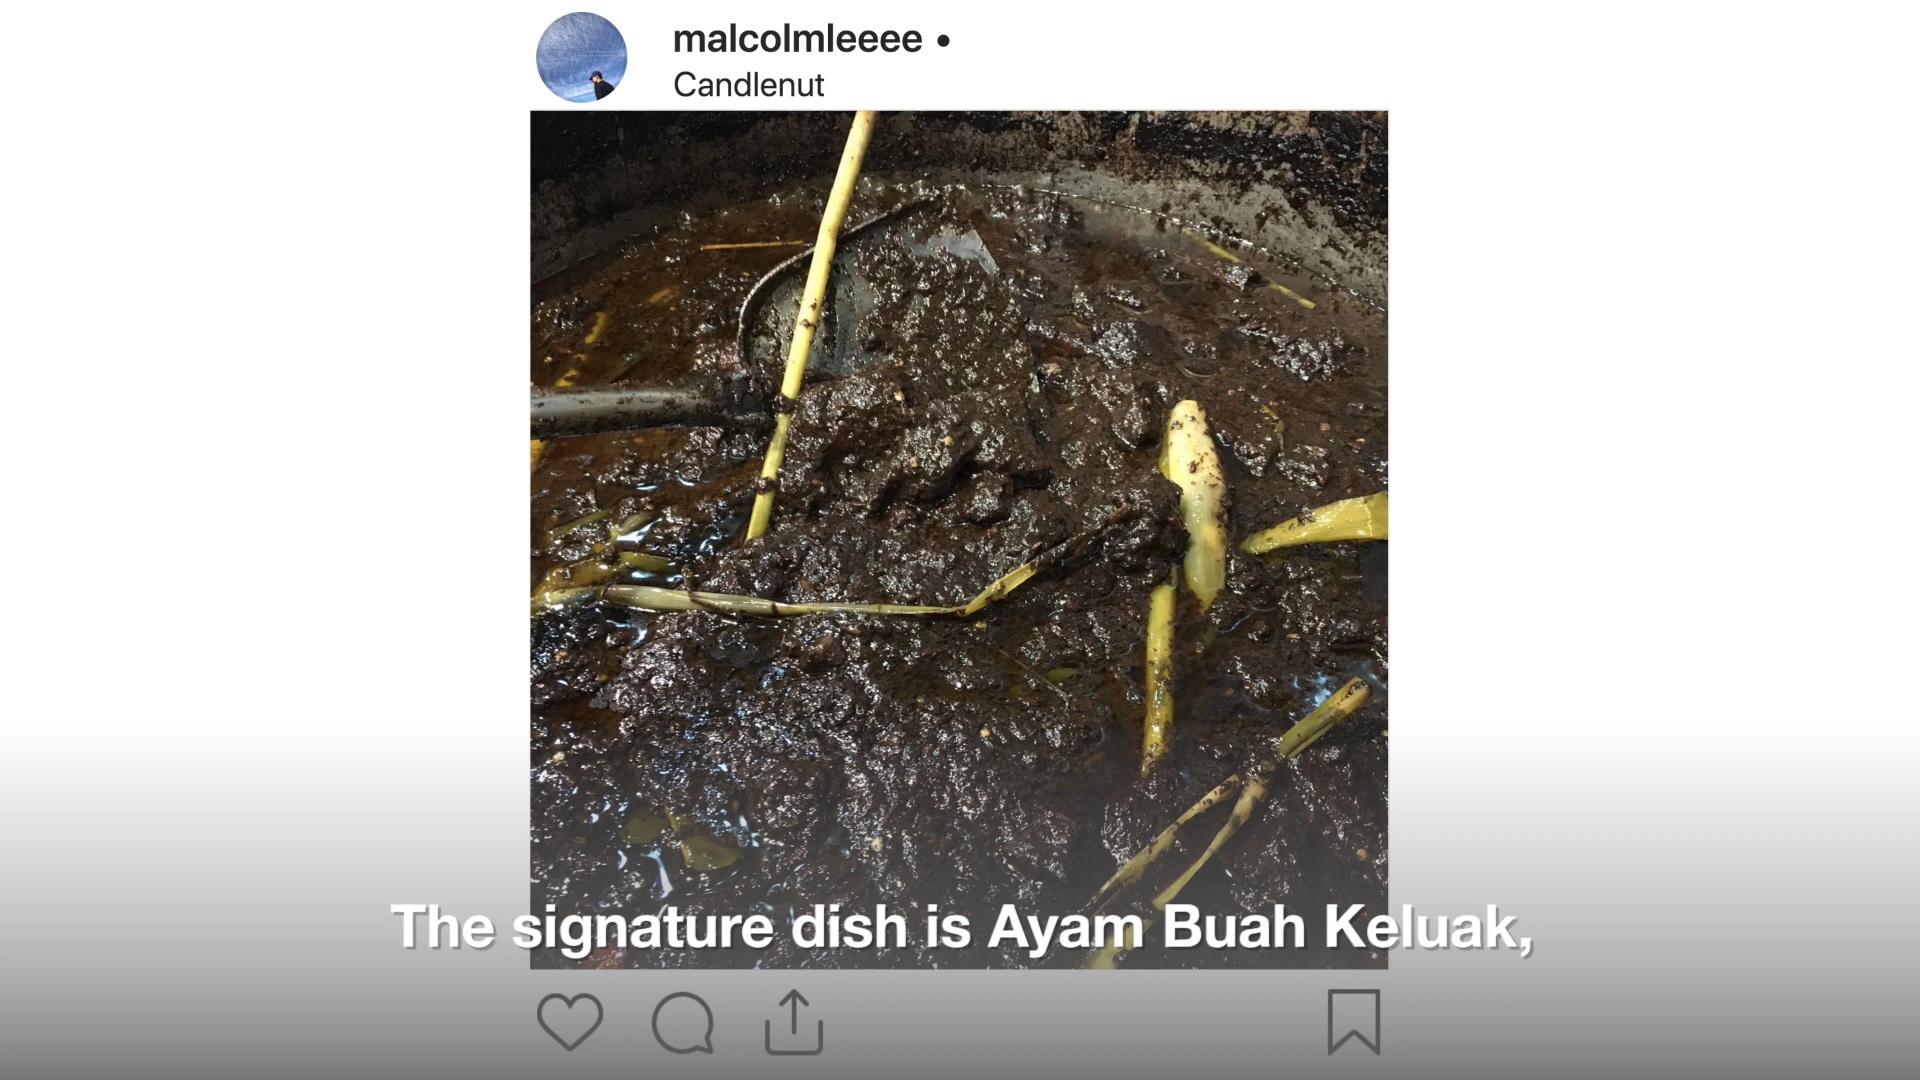 malcolmleeee •
Candlenut
The signature dish is Ayam Buah Keluak,